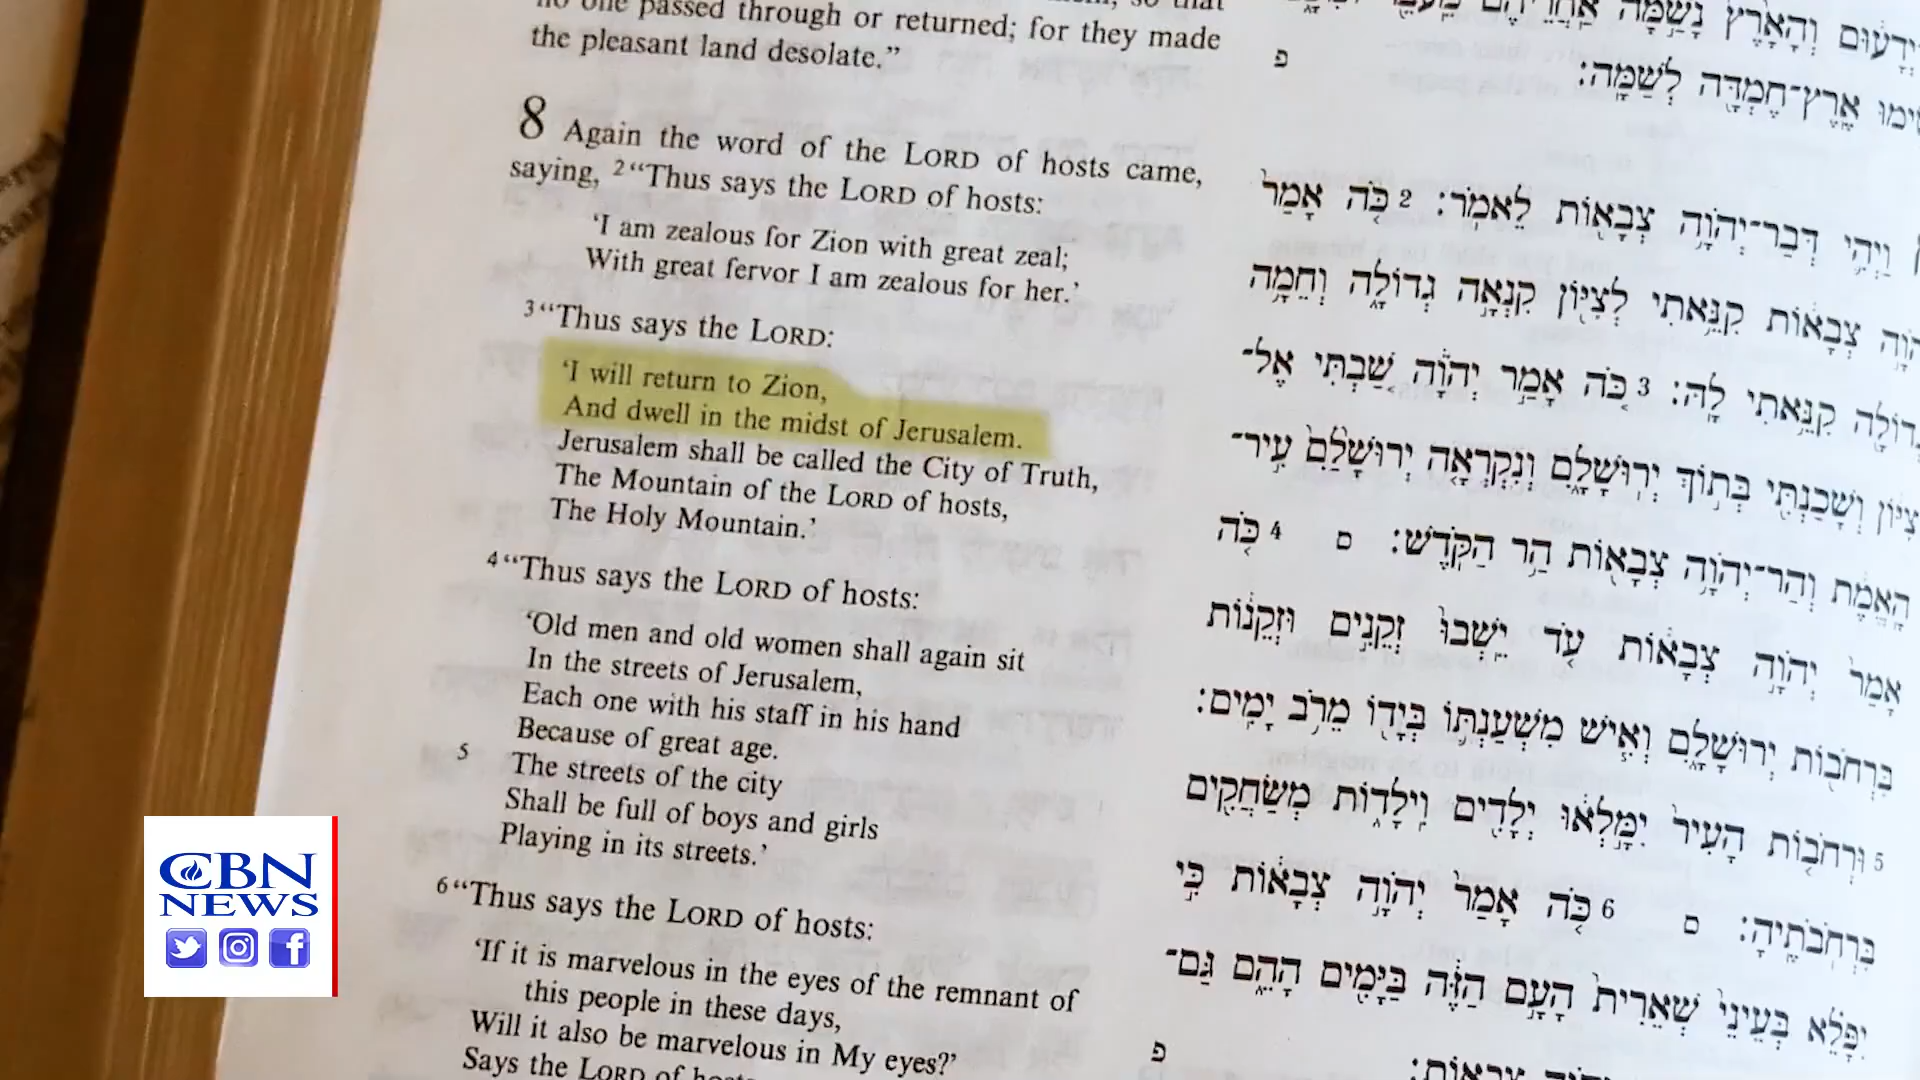 no one passed through or returned; for they made
the pleasant land desolate.”
8 Again the word of the LORD of hosts came,
saying, 2 “Thus says the LORD of hosts:
‘I am zealous for Zion with great zeal;
With great fervor I am zealous for her.’
3 “Thus says the LORD:
‘I will return to Zion,
And dwell in the midst of Jerusalem.
Jerusalem shall be called the City of Truth,
The Mountain of the LORD of hosts,
The Holy Mountain.’
4 “Thus says the LORD of hosts:
‘Old men and old women shall again sit
In the streets of Jerusalem,
Each one with his staff in his hand
Because of great age.
5 The streets of the city
Shall be full of boys and girls
Playing in its streets.’
6 “Thus says the LORD of hosts:
‘If it is marvelous in the eyes of the remnant of
this people in these days,
Will it also be marvelous in My eyes?’
Says the LORD of
וְהָאָרֶץ נָשַׁמָּה אַחֲרֵיהֶם
אֶרֶץ־חֶמְדָּה לְשַׁמָּה׃
פ
וַיְהִי דְּבַר־יְהוָה צְבָאוֹת לֵאמֹר׃ 2 כֹּה אָמַר
צְבָאוֹת קִנֵּאתִי לְצִיּוֹן קִנְאָה גְדוֹלָה וְחֵמָה
קִנֵּאתִי לָהּ׃ 3 כֹּה אָמַר יְהוָה שַׁבְתִּי אֶל־
צִיּוֹן וְשָׁכַנְתִּי בְּתוֹךְ יְרוּשָׁלִָם וְנִקְרְאָה יְרוּשָׁלִַם עִיר־
הָאֱמֶת וְהַר־יְהוָה צְבָאוֹת הַר הַקֹּדֶשׁ׃ ס 4 כֹּה
אָמַר יְהוָה צְבָאוֹת עֹד יֵשְׁבוּ זְקֵנִים וּזְקֵנוֹת
בִּרְחֹבוֹת יְרוּשָׁלִָם וְאִישׁ מִשְׁעַנְתּוֹ בְּיָדוֹ מֵרֹב יָמִים׃
5 וּרְחֹבוֹת הָעִיר יִמָּלְאוּ יְלָדִים וִילָדוֹת מְשַׂחֲקִים
בִּרְחֹבֹתֶיהָ׃ ס 6 כֹּה אָמַר יְהוָה צְבָאוֹת כִּי
יִפָּלֵא בְּעֵינֵי שְׁאֵרִית הָעָם הַזֶּה בַּיָּמִים הָהֵם גַּם־
פ
CBN
NEWS